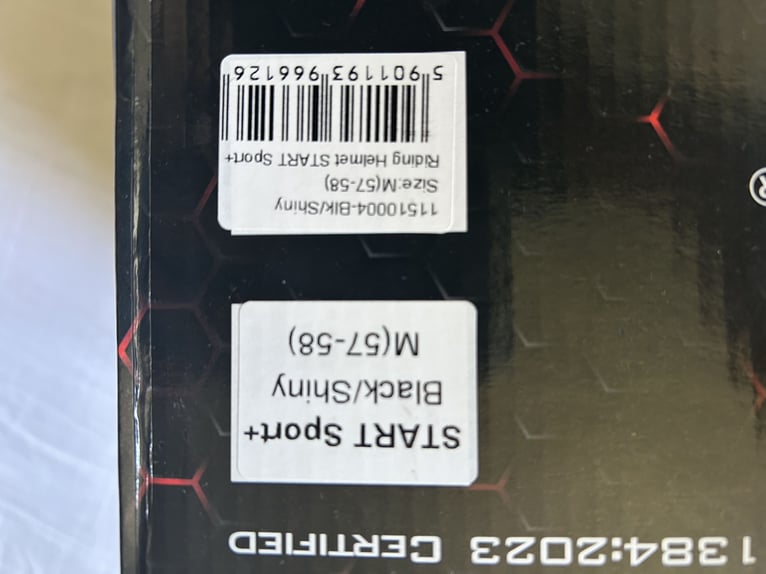 1384:2023 CERTIFIED
START Sport+
Black/Shiny
M(57-58)
11510004-Blk/Shiny
Size:M(57-58)
Riding Helmet START Sport+
5 901193 966126
®